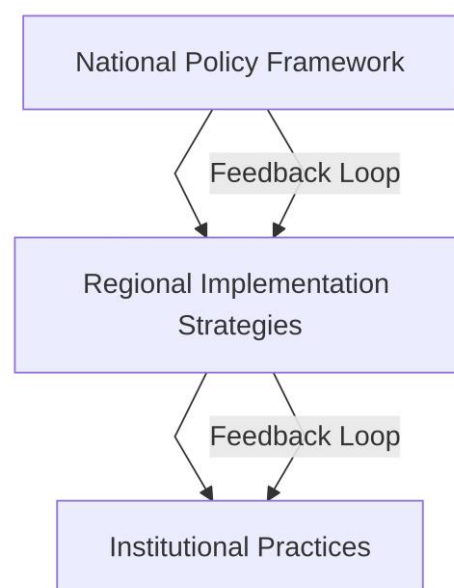 National Policy Framework
Feedback Loop
Regional Implementation
Strategies
Feedback Loop
Institutional Practices